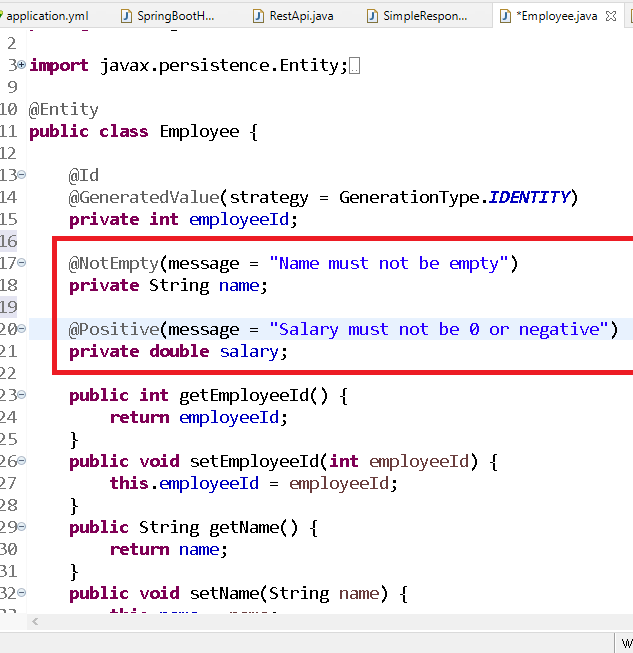 application.yml SpringBootH... RestApi.java SimpleRespon... *Employee.java
2
3 import javax.persistence.Entity;
9
10 @Entity
11 public class Employee {
12
13 @Id
14 @GeneratedValue(strategy = GenerationType.IDENTITY)
15 private int employeeId;
16
17 @NotEmpty(message = "Name must not be empty")
18 private String name;
19
20 @Positive(message = "Salary must not be 0 or negative")
21 private double salary;
22
23 public int getEmployeeId() {
24 return employeeId;
25 }
26 public void setEmployeeId(int employeeId) {
27 this.employeeId = employeeId;
28 }
29 public String getName() {
30 return name;
31 }
32 public void setName(String name) {
W